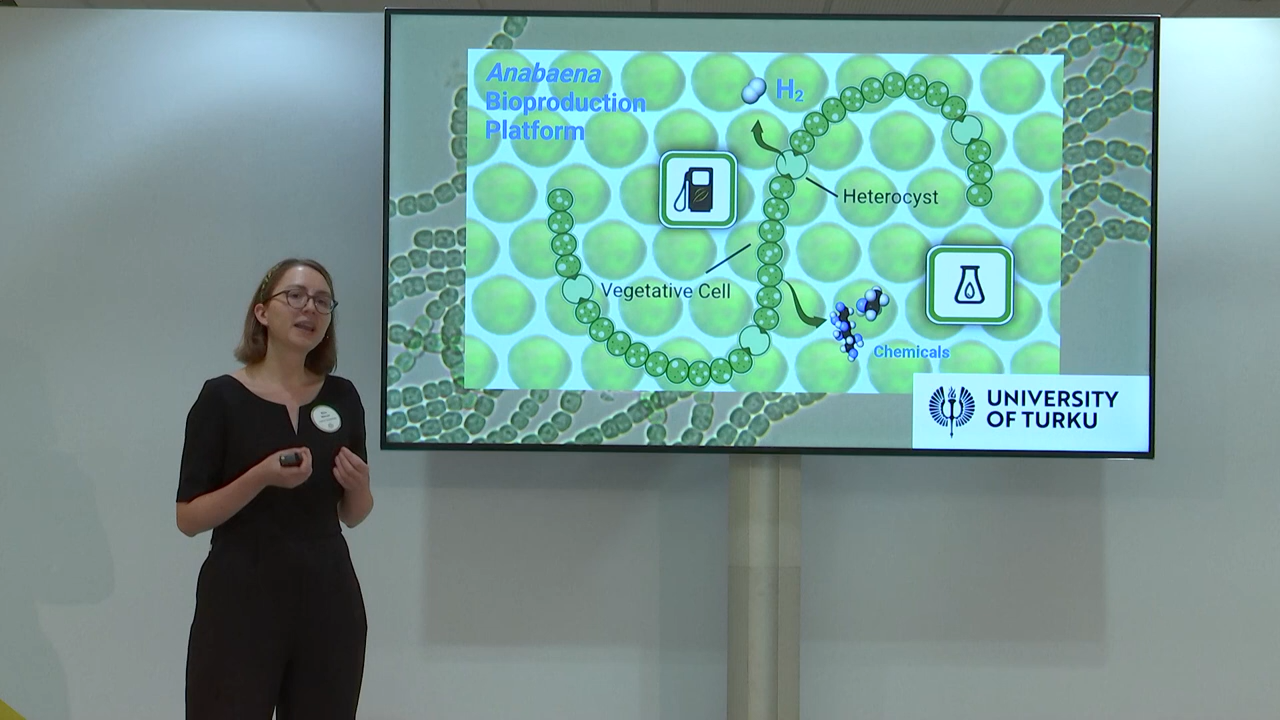 Anabaena
Bioproduction
Platform
H₂
Heterocyst
Vegetative Cell
Chemicals
UNIVERSITY
OF TURKU